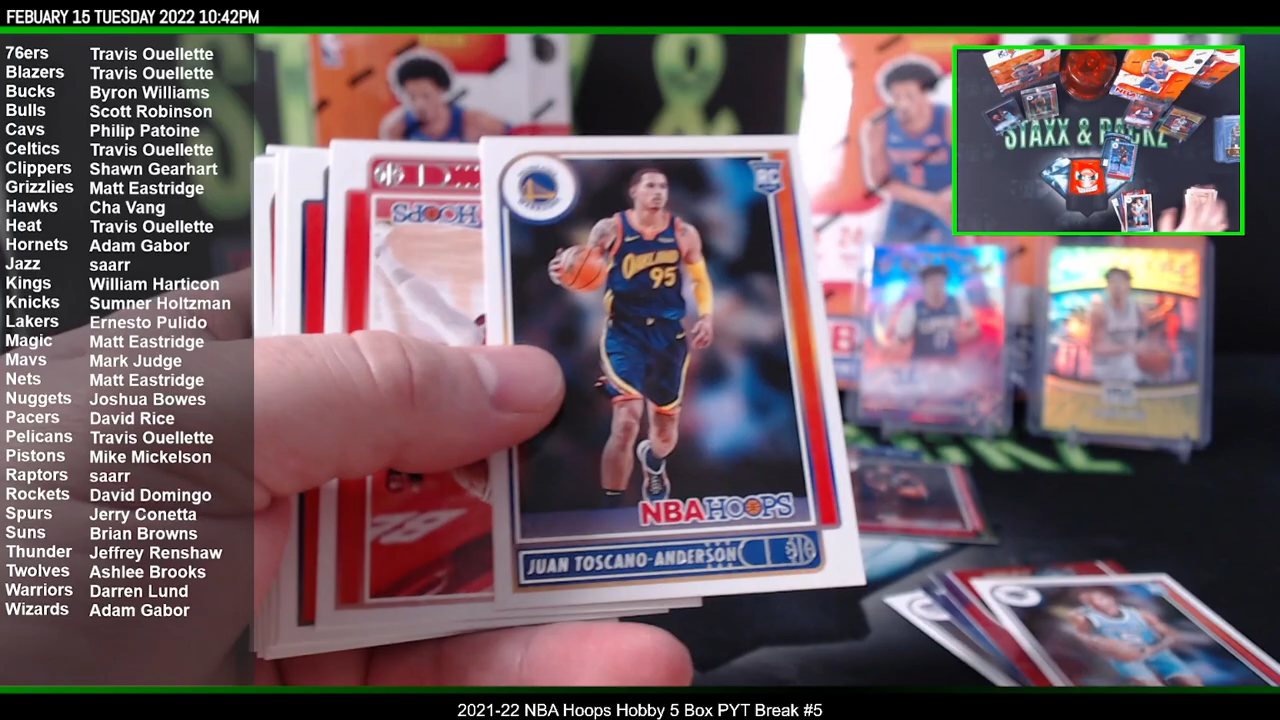 FEBUARY 15 TUESDAY 2022 10:42PM
76ers Travis Ouellette
Blazers Travis Ouellette
Bucks Byron Williams
Bulls Scott Robinson
Cavs Philip Patoine
Celtics Travis Ouellette
Clippers Shawn Gearhart
Grizzlies Matt Eastridge
Hawks Cha Vang
Heat Travis Ouellette
Hornets Adam Gabor
Jazz saarr
Kings William Harticon
Knicks Sumner Holtzman
Lakers Ernesto Pulido
Magic Matt Eastridge
Mavs Mark Judge
Nets Matt Eastridge
Nuggets Joshua Bowes
Pacers David Rice
Pelicans Travis Ouellette
Pistons Mike Mickelson
Raptors saarr
Rockets David Domingo
Spurs Jerry Conetta
Suns Brian Browns
Thunder Jeffrey Renshaw
Twolves Ashlee Brooks
Warriors Darren Lund
Wizards Adam Gabor
STAXX & PACKZ
HOOPS
RC
OAKLAND
95
NBA HOOPS
JUAN TOSCANO-ANDERSON
2021-22 NBA Hoops Hobby 5 Box PYT Break #5